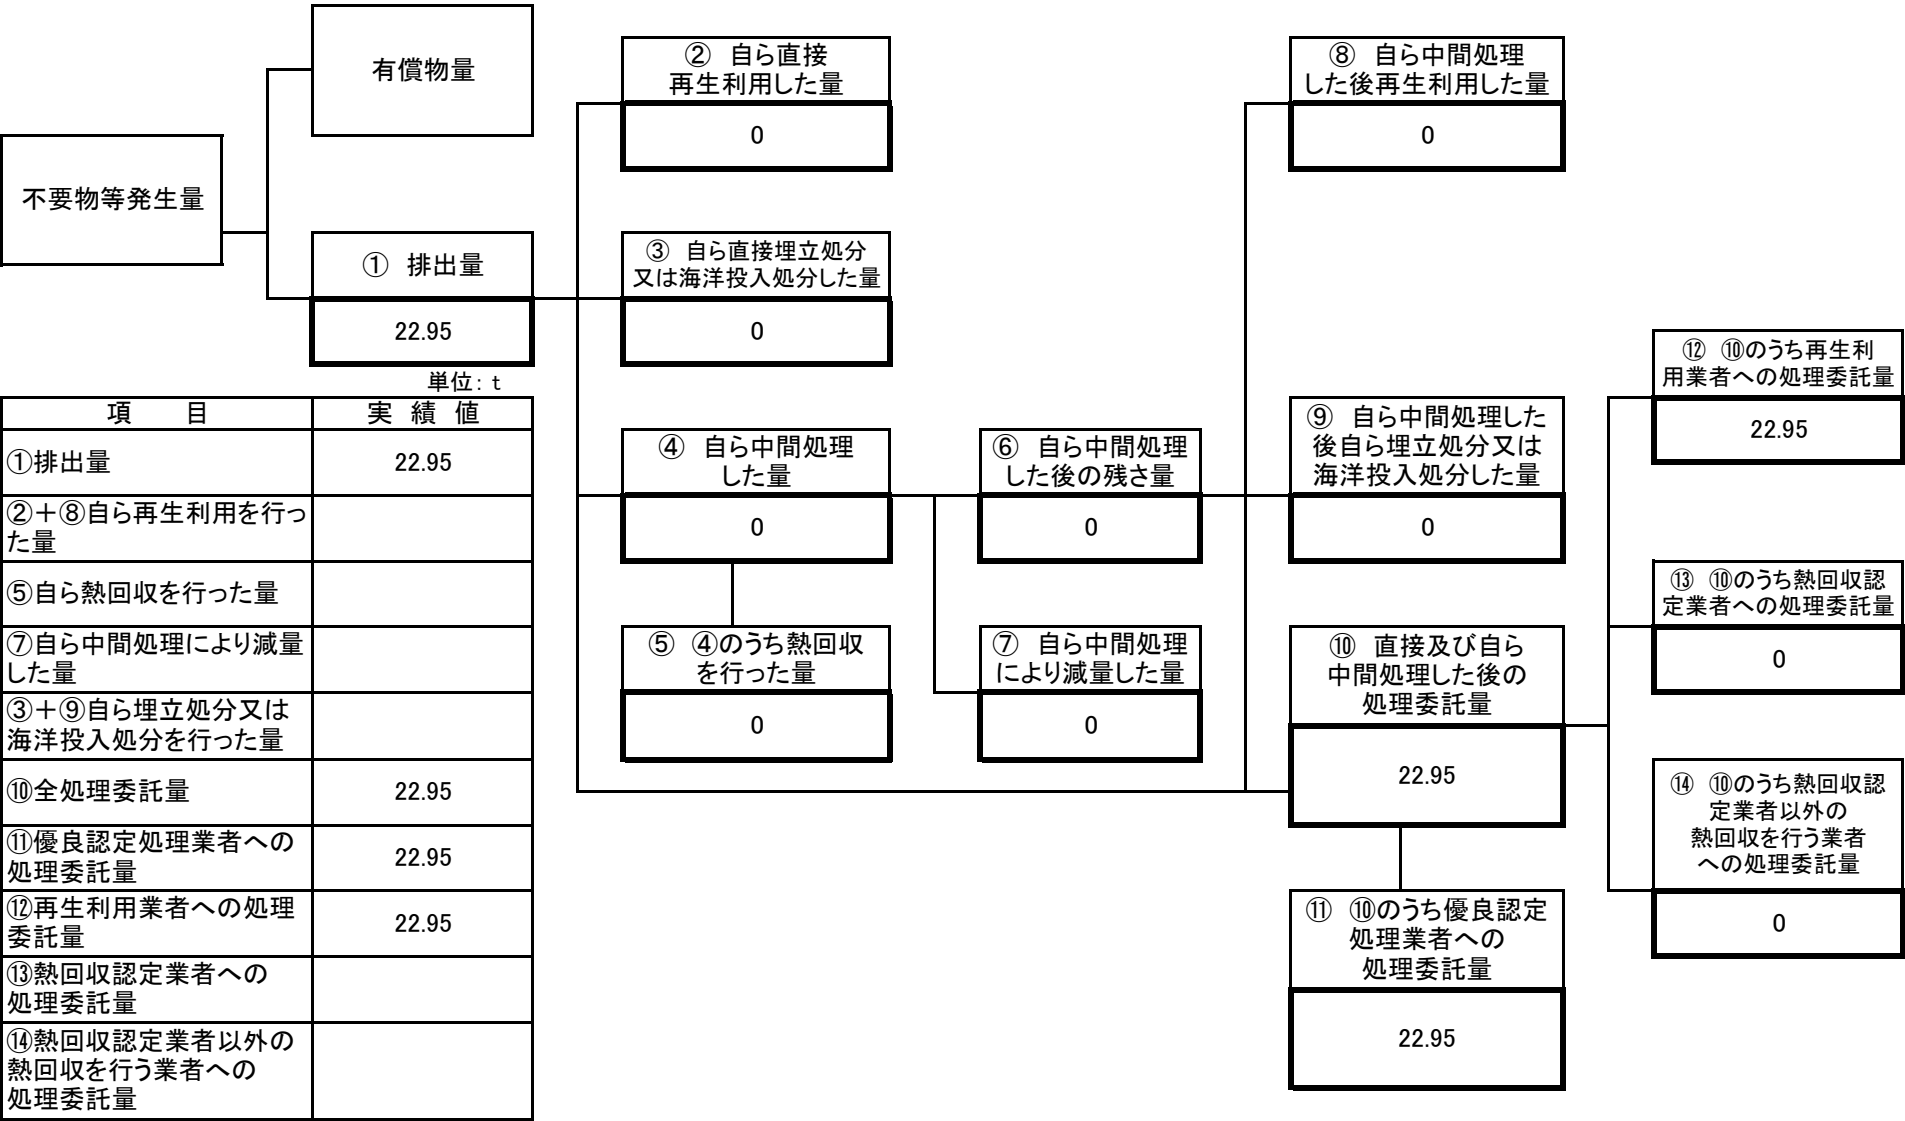 有償物量
不要物等発生量
① 排出量
22.95
② 自ら直接
再生利用した量
0
③ 自ら直接埋立処分
又は海洋投入処分した量
0
④ 自ら中間処理
した量
0
⑤ ④のうち熱回収
を行った量
0
⑥ 自ら中間処理
した後の残さ量
0
⑦ 自ら中間処理
により減量した量
0
⑧ 自ら中間処理
した後再生利用した量
0
⑨ 自ら中間処理した
後自ら埋立処分又は
海洋投入処分した量
0
⑩ 直接及び自ら
中間処理した後の
処理委託量
22.95
⑪ ⑩のうち優良認定
処理業者への
処理委託量
22.95
⑫ ⑩のうち再生利
用業者への処理委託量
22.95
⑬ ⑩のうち熱回収認
定業者への処理委託量
0
⑭ ⑩のうち熱回収認
定業者以外の
熱回収を行う業者
への処理委託量
0
単位:t
項 目 実 績 値
①排出量 22.95
②+⑧自ら再生利用を行っ
た量
⑤自ら熱回収を行った量
⑦自ら中間処理により減量
した量
③+⑨自ら埋立処分又は
海洋投入処分を行った量
⑩全処理委託量 22.95
⑪優良認定処理業者への
処理委託量 22.95
⑫再生利用業者への処理
委託量 22.95
⑬熱回収認定業者への
処理委託量
⑭熱回収認定業者以外の
熱回収を行う業者への
処理委託量